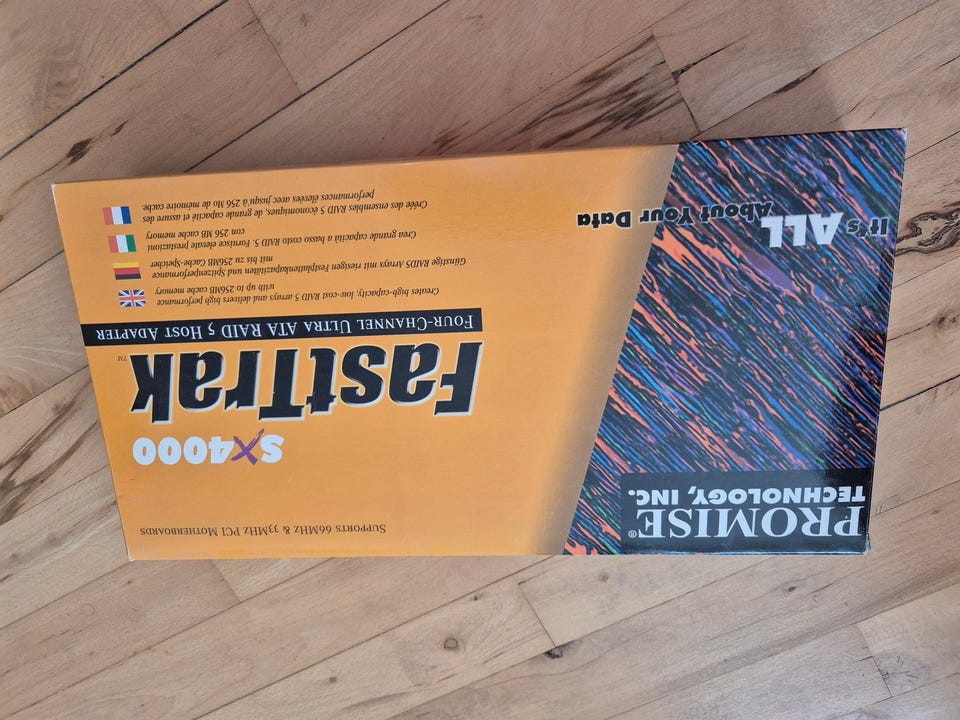 PROMISE®
TECHNOLOGY, INC.
Supports 66MHz & 33MHz PCI Motherboards
SX4000
FastTrak™
Four-Channel Ultra ATA RAID 5 Host Adapter
Creates high-capacity, low-cost RAID 5 arrays and delivers high performance
with up to 256MB cache memory
Günstige RAID5 Arrays mit riesigen Festplattenkapazitäten und Spitzenperformance
mit bis zu 256MB Cache-Speicher
Crea grande capacità a basso costo RAID 5. Fornisce elevate prestazioni
con 256 MB cache memory
Créée des ensembles RAID 5 économiques, de grande capacité et assure des
performances élevées avec jusqu'à 256 Mo de mémoire cache.
It's ALL About Your Data